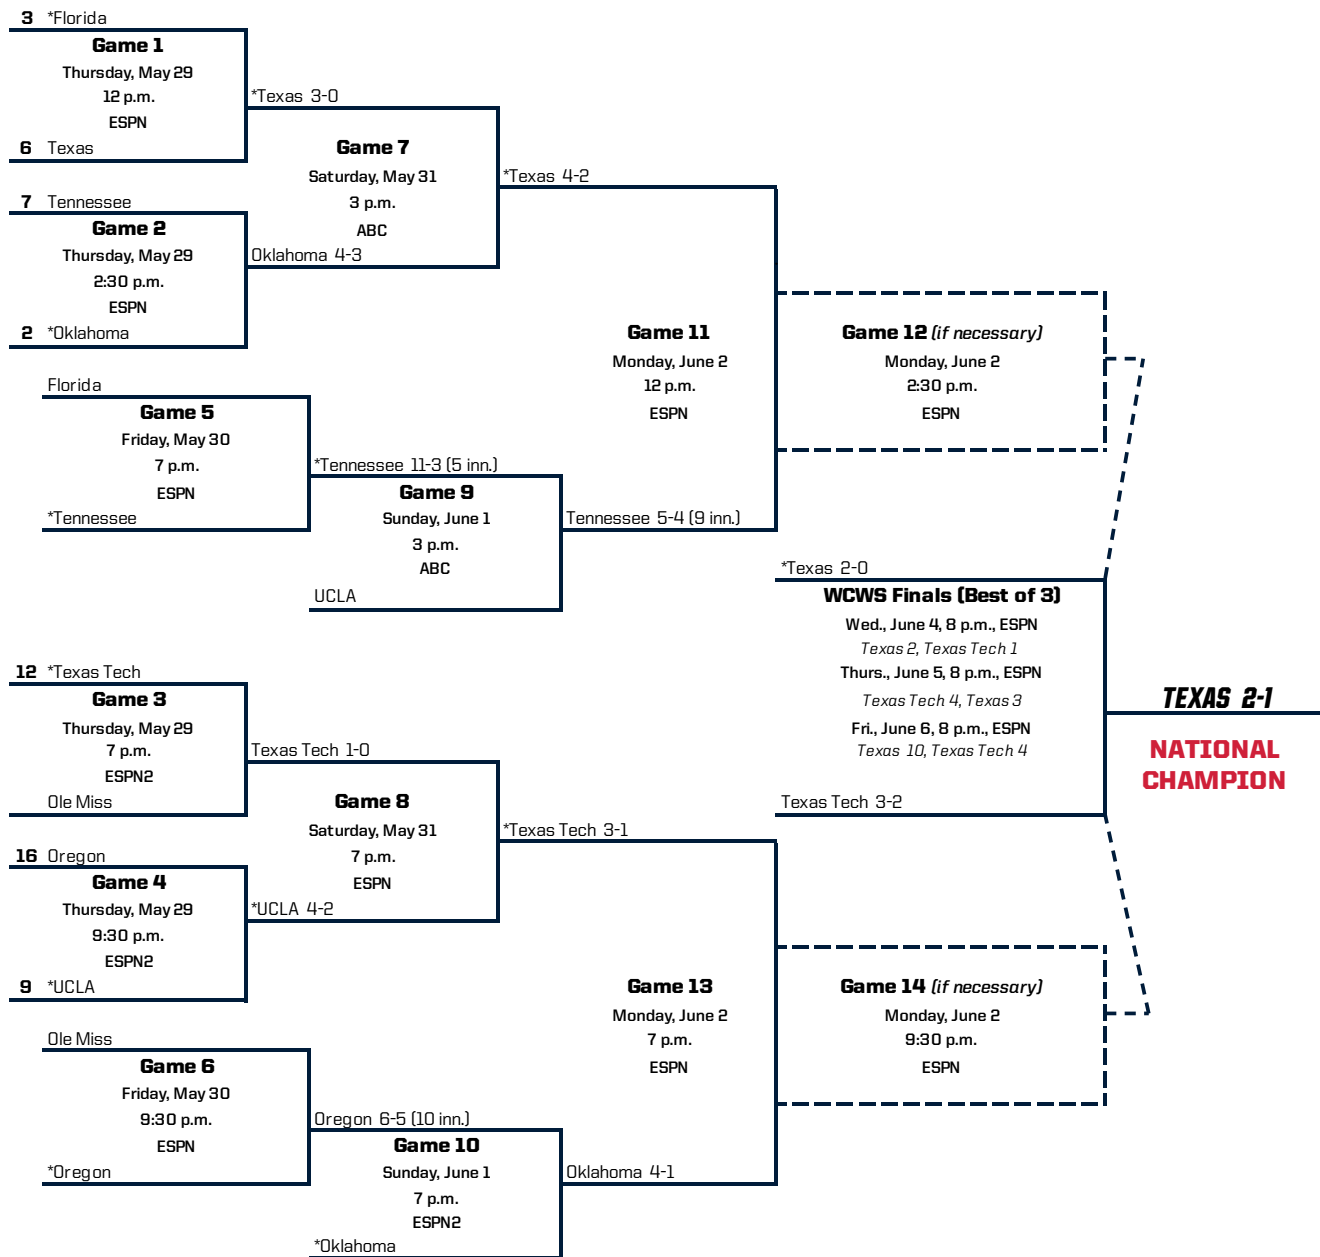 3 *Florida
Game 1
Thursday, May 29
12 p.m.
ESPN
6 Texas
*Texas 3-0
Game 7
Saturday, May 31
3 p.m.
ABC
Oklahoma 4-3
7 Tennessee
Game 2
Thursday, May 29
2:30 p.m.
ESPN
2 *Oklahoma
*Texas 4-2
Game 11
Monday, June 2
12 p.m.
ESPN
Game 12 (if necessary)
Monday, June 2
2:30 p.m.
ESPN
Florida
Game 5
Friday, May 30
7 p.m.
ESPN
*Tennessee
*Tennessee 11-3 (5 inn.)
Game 9
Sunday, June 1
3 p.m.
ABC
UCLA
Tennessee 5-4 (9 inn.)
*Texas 2-0
WCWS Finals (Best of 3)
Wed., June 4, 8 p.m., ESPN
Texas 2, Texas Tech 1
Thurs., June 5, 8 p.m., ESPN
Texas Tech 4, Texas 3
Fri., June 6, 8 p.m., ESPN
Texas 10, Texas Tech 4
Texas Tech 3-2
TEXAS 2-1
NATIONAL
CHAMPION
12 *Texas Tech
Game 3
Thursday, May 29
7 p.m.
ESPN2
Ole Miss
Texas Tech 1-0
Game 8
Saturday, May 31
7 p.m.
ESPN
*UCLA 4-2
16 Oregon
Game 4
Thursday, May 29
9:30 p.m.
ESPN2
9 *UCLA
*Texas Tech 3-1
Game 13
Monday, June 2
7 p.m.
ESPN
Game 14 (if necessary)
Monday, June 2
9:30 p.m.
ESPN
Ole Miss
Game 6
Friday, May 30
9:30 p.m.
ESPN
*Oregon
Oregon 6-5 (10 inn.)
Game 10
Sunday, June 1
7 p.m.
ESPN2
*Oklahoma
Oklahoma 4-1